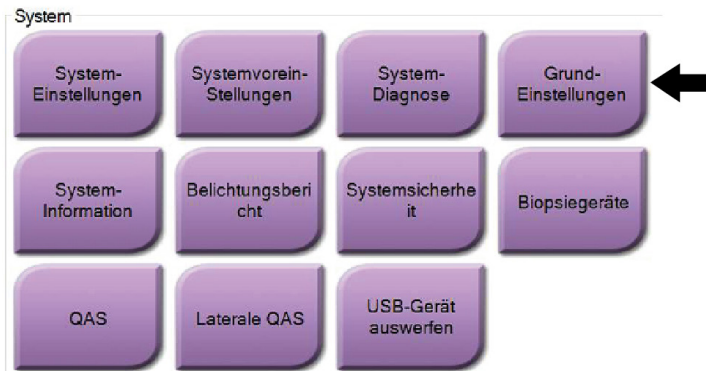 System
System-
Einstellungen
Systemvorein-
Stellungen
System-
Diagnose
Grund-
Einstellungen
System-
Information
Belichtungsberi
cht
Systemsicherhe
it
Biopsiegeräte
QAS
Laterale QAS
USB-Gerät
auswerfen